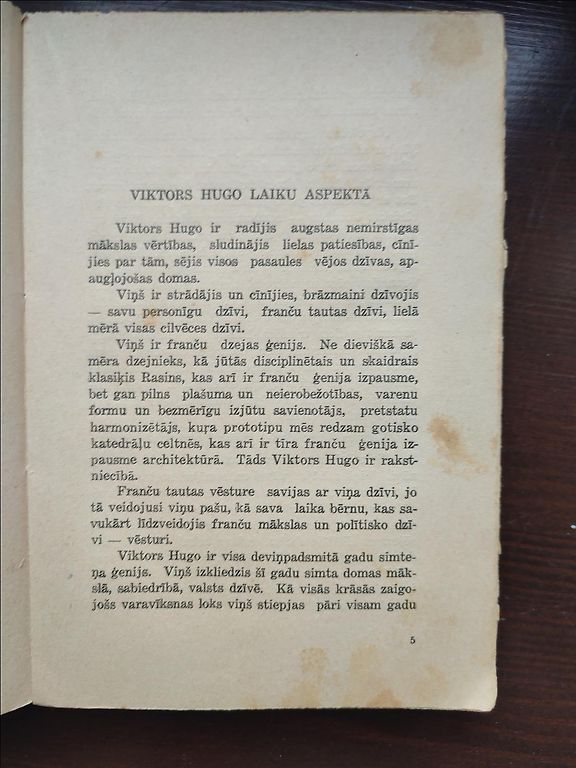 VIKTORS HUGO LAIKU ASPEKTĀ
Viktors Hugo ir radījis augstas nemirstīgas
mākslas vērtības, sludinājis lielas patiesības, cīnī-
jies par tām, sējis visos pasaules vējos dzīvas, ap-
augļojošas domas.
Viņš ir strādājis un cīnījies, brāzmaini dzīvojis
— savu personīgu dzīvi, franču tautas dzīvi, lielā
mērā visas cilvēces dzīvi.
Viņš ir franču dzejas ģenijs. Ne dieviškā sa-
mēra dzejnieks, kā jūtās disciplinētais un skaidrais
klasiķis Rasins, kas arī ir franču ģenija izpausme,
bet gan pilns plašuma un neierobežotības, varenu
formu un bezmērīgu izjūtu savienotājs, pretstatu
harmonizētājs, kuŗa prototipu mēs redzam gotisko
katedrāļu celtnēs, kas arī ir tīra franču ģenija iz-
pausme architektūrā. Tāds Viktors Hugo ir rakst-
niecībā.
Franču tautas vēsture savijas ar viņa dzīvi, jo
tā veidojusi viņu pašu, kā sava laika bērnu, kas sa-
vukārt līdzveidojis franču mākslas un polītisko dzī-
vi — vēsturi.
Viktors Hugo ir visa deviņpadsmitā gadu simte-
ņa ģenijs. Viņš izkliedzis šī gadu simta domas māk-
slā, sabiedrībā, valsts dzīvē. Kā visās krāsās zaigo-
jošs varavīksnas loks viņš stiepjas pāri visam gadu
5